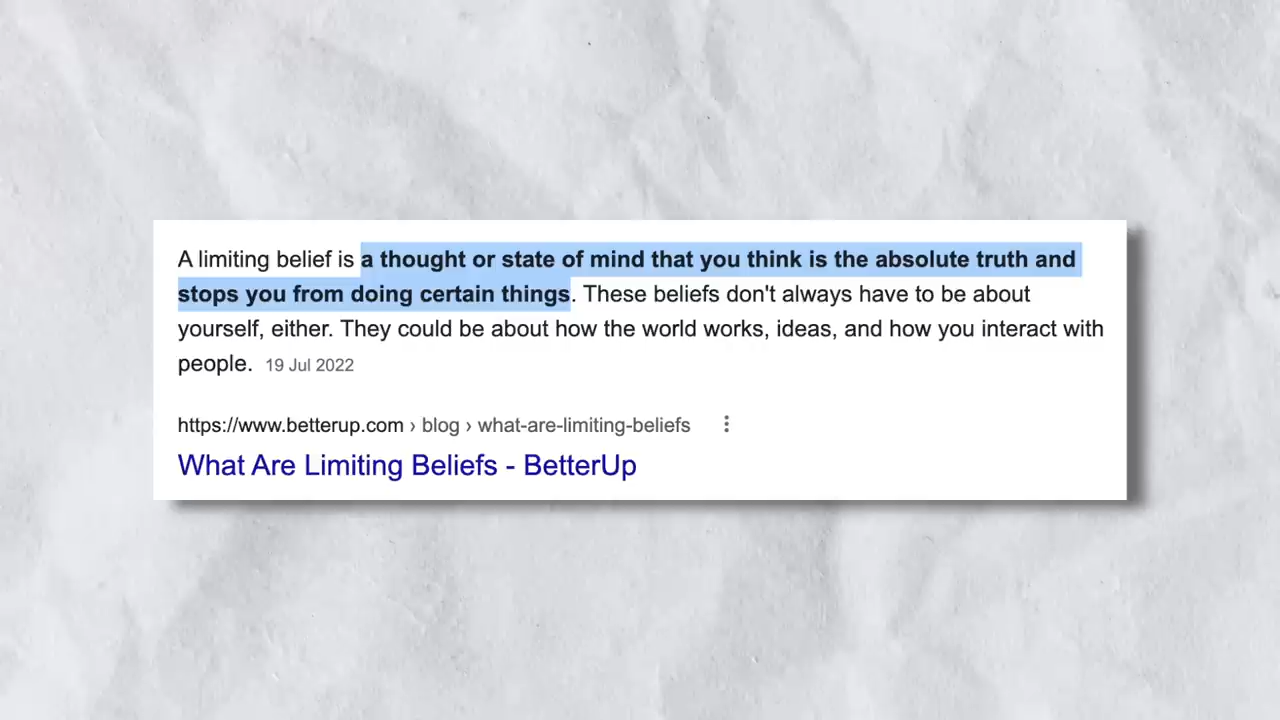 A limiting belief is a thought or state of mind that you think is the absolute truth and
stops you from doing certain things. These beliefs don't always have to be about
yourself, either. They could be about how the world works, ideas, and how you interact with
people. 19 Jul 2022
https://www.betterup.com › blog › what-are-limiting-beliefs
What Are Limiting Beliefs - BetterUp